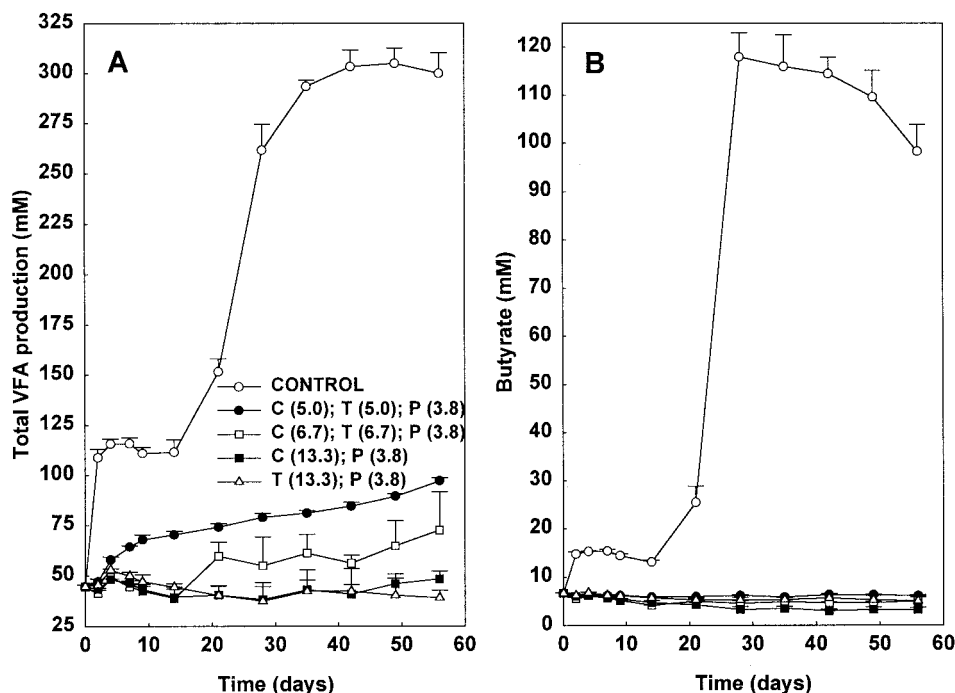 A
Total VFA production (mM)
325
300
275
250
225
200
175
150
125
100
75
50
25
CONTROL
C (5.0); T (5.0); P (3.8)
C (6.7); T (6.7); P (3.8)
C (13.3); P (3.8)
T (13.3); P (3.8)
0 10 20 30 40 50 60
Time (days)
B
Butyrate (mM)
120
110
100
90
80
70
60
50
40
30
20
10
0
0 10 20 30 40 50 60
Time (days)